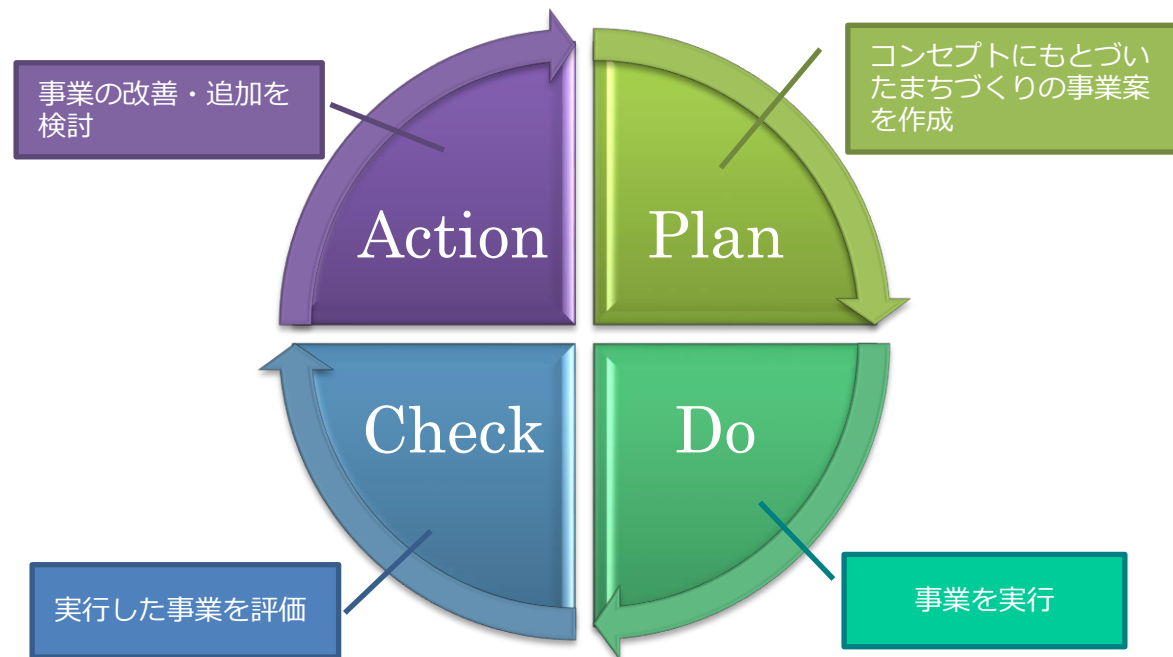 事業の改善・追加を
検討
コンセプトにもとづい
たまちづくりの事業案
を作成
Action
Plan
Check
Do
実行した事業を評価
事業を実行